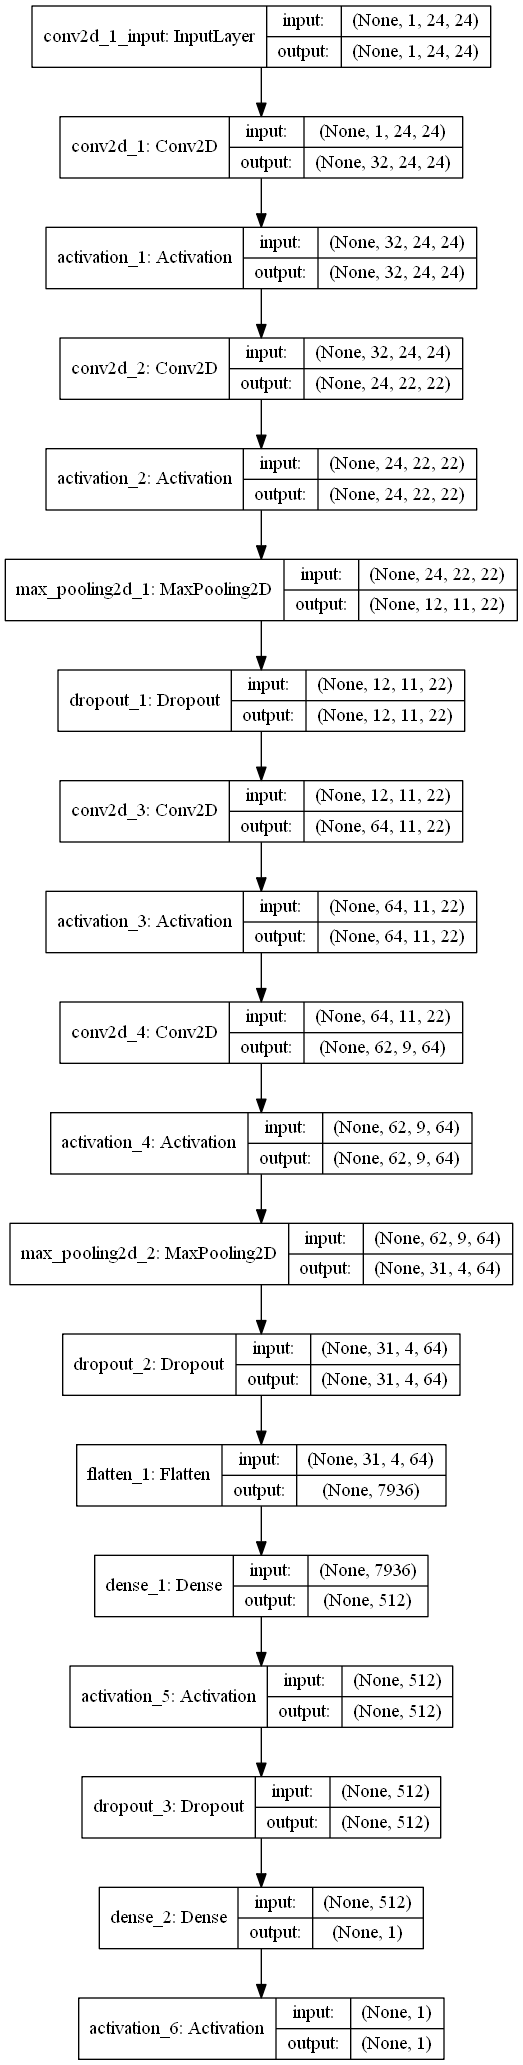 conv2d_1_input: InputLayer
input: (None, 1, 24, 24)
output: (None, 1, 24, 24)
conv2d_1: Conv2D
input: (None, 1, 24, 24)
output: (None, 32, 24, 24)
activation_1: Activation
input: (None, 32, 24, 24)
output: (None, 32, 24, 24)
conv2d_2: Conv2D
input: (None, 32, 24, 24)
output: (None, 24, 22, 22)
activation_2: Activation
input: (None, 24, 22, 22)
output: (None, 24, 22, 22)
max_pooling2d_1: MaxPooling2D
input: (None, 24, 22, 22)
output: (None, 12, 11, 22)
dropout_1: Dropout
input: (None, 12, 11, 22)
output: (None, 12, 11, 22)
conv2d_3: Conv2D
input: (None, 12, 11, 22)
output: (None, 64, 11, 22)
activation_3: Activation
input: (None, 64, 11, 22)
output: (None, 64, 11, 22)
conv2d_4: Conv2D
input: (None, 64, 11, 22)
output: (None, 62, 9, 64)
activation_4: Activation
input: (None, 62, 9, 64)
output: (None, 62, 9, 64)
max_pooling2d_2: MaxPooling2D
input: (None, 62, 9, 64)
output: (None, 31, 4, 64)
dropout_2: Dropout
input: (None, 31, 4, 64)
output: (None, 31, 4, 64)
flatten_1: Flatten
input: (None, 31, 4, 64)
output: (None, 7936)
dense_1: Dense
input: (None, 7936)
output: (None, 512)
activation_5: Activation
input: (None, 512)
output: (None, 512)
dropout_3: Dropout
input: (None, 512)
output: (None, 512)
dense_2: Dense
input: (None, 512)
output: (None, 1)
activation_6: Activation
input: (None, 1)
output: (None, 1)